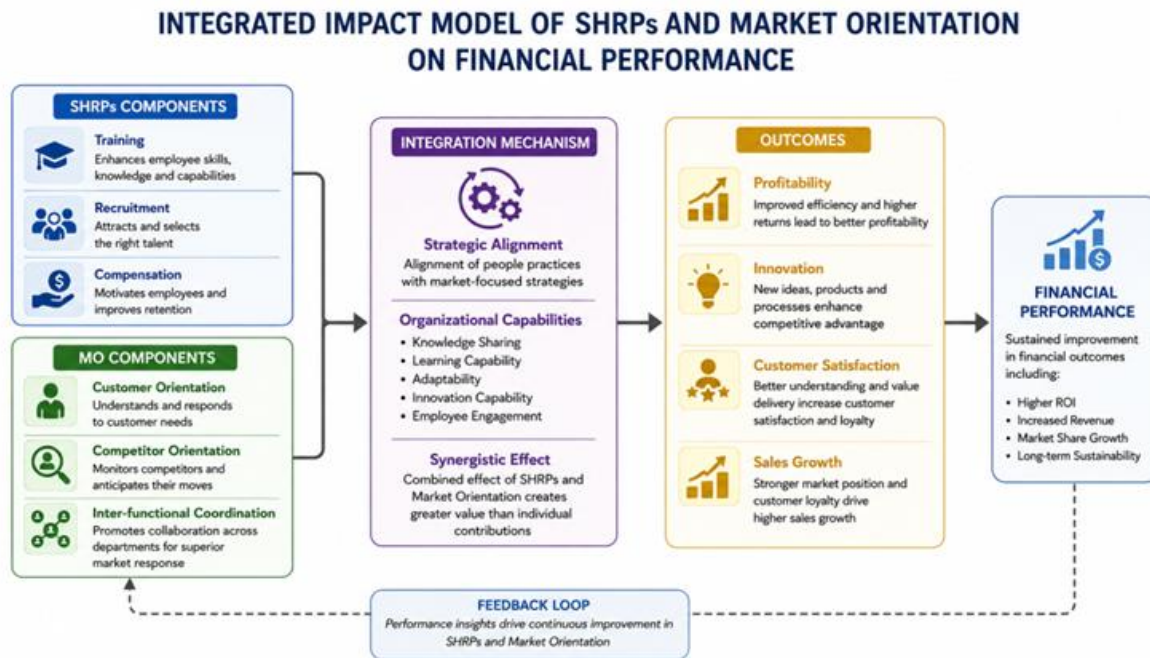 INTEGRATED IMPACT MODEL OF SHRPs AND MARKET ORIENTATION
ON FINANCIAL PERFORMANCE
SHRPs COMPONENTS
Training
Enhances employee skills,
knowledge and capabilities
Recruitment
Attracts and selects
the right talent
Compensation
Motivates employees and
improves retention
MO COMPONENTS
Customer Orientation
Understands and responds
to customer needs
Competitor Orientation
Monitors competitors and
anticipates their moves
Inter-functional Coordination
Promotes collaboration across
departments for superior
market response
INTEGRATION MECHANISM
Strategic Alignment
Alignment of people practices
with market-focused strategies
Organizational Capabilities
• Knowledge Sharing
• Learning Capability
• Adaptability
• Innovation Capability
• Employee Engagement
Synergistic Effect
Combined effect of SHRPs and
Market Orientation creates
greater value than individual
contributions
OUTCOMES
Profitability
Improved efficiency and higher
returns lead to better profitability
Innovation
New ideas, products and
processes enhance
competitive advantage
Customer Satisfaction
Better understanding and value
delivery increase customer
satisfaction and loyalty
Sales Growth
Stronger market position and
customer loyalty drive
higher sales growth
FINANCIAL
PERFORMANCE
Sustained improvement
in financial outcomes
including:
• Higher ROI
• Increased Revenue
• Market Share Growth
• Long-term Sustainability
FEEDBACK LOOP
Performance insights drive continuous improvement in
SHRPs and Market Orientation